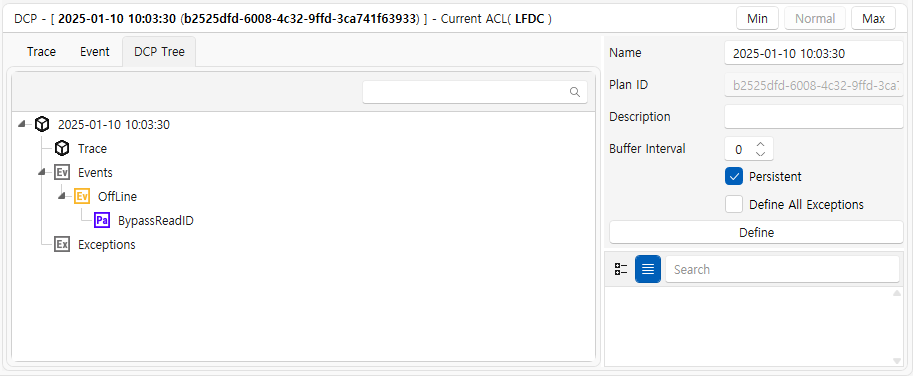 DCP - [ 2025-01-10 10:03:30 (b2525dfd-6008-4c32-9ffd-3ca741f63933) ] - Current ACL( LFDC )
Min
Normal
Max
Trace
Event
DCP Tree
2025-01-10 10:03:30
Trace
Ev Events
Ev OffLine
Pa BypassReadID
Ex Exceptions
Name 2025-01-10 10:03:30
Plan ID b2525dfd-6008-4c32-9ffd-3ca7
Description
Buffer Interval 0
Persistent
Define All Exceptions
Define
Search